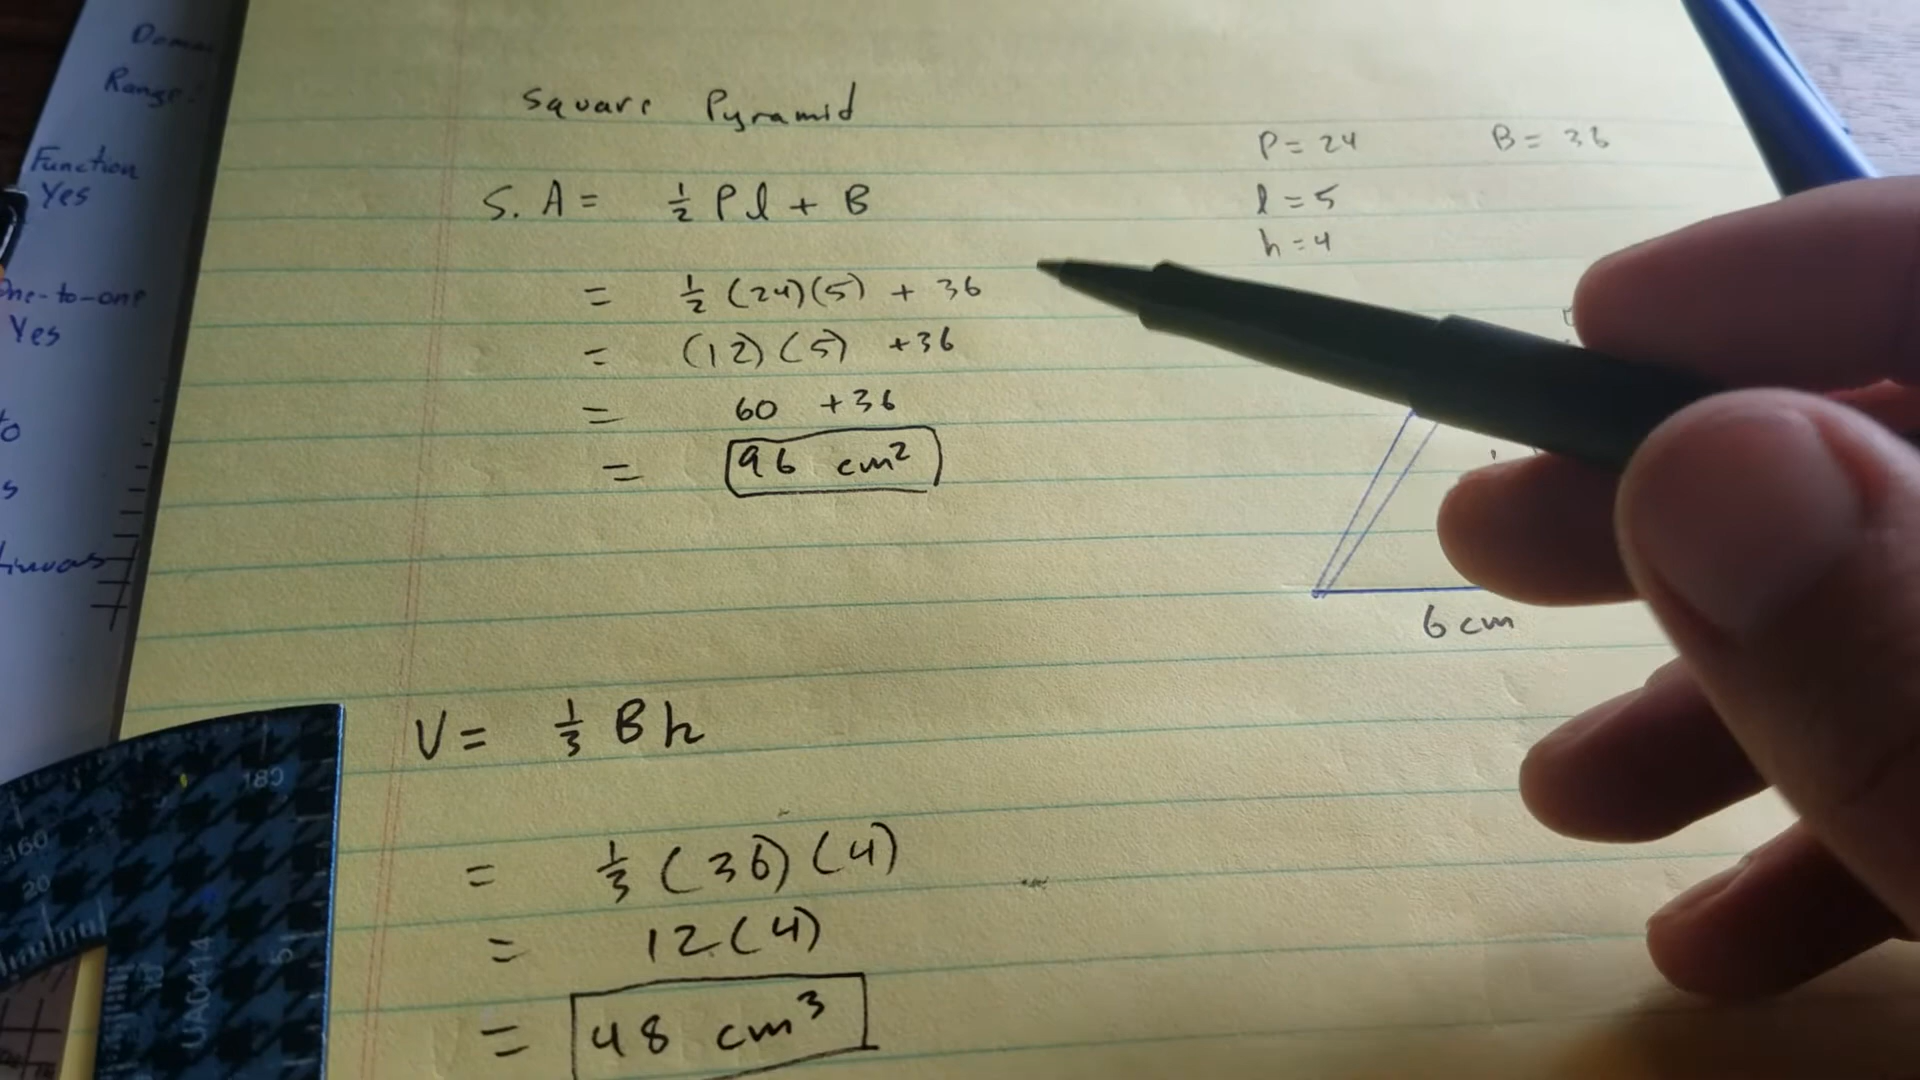 Square Pyramid
S. A = ½ Pl + B
= ½ (24)(5) + 36
= (12)(5) +36
= 60 +36
= 96 cm²
P = 24 B = 36
l = 5
h = 4
6 cm
V = ⅓ B h
= ⅓ (36)(4)
= 12(4)
= 48 cm³
Range:
Function
Yes
One-to-one
Yes
180
160
20
UA0414